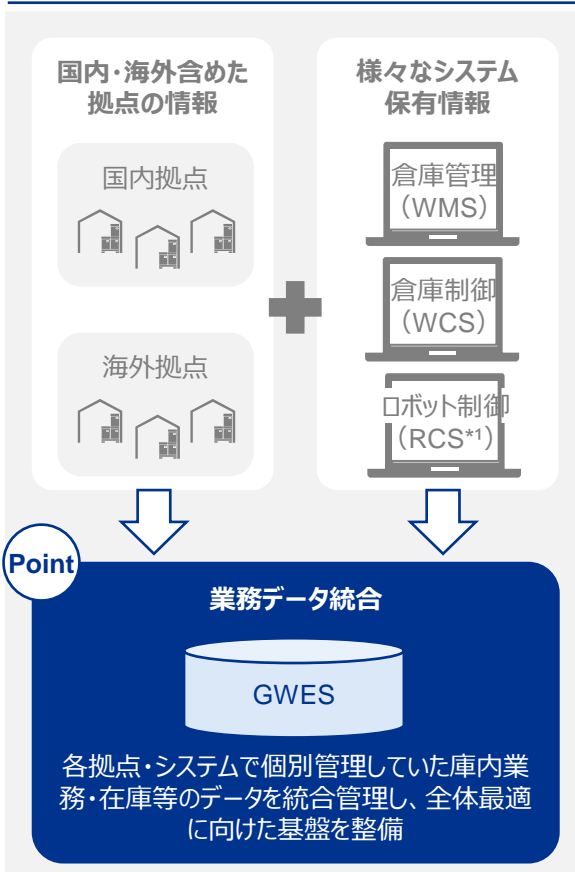 国内・海外含めた
拠点の情報
国内拠点
海外拠点
様々なシステム
保有情報
倉庫管理
（WMS）
倉庫制御
（WCS）
ロボット制御
（RCS*¹）
Point
業務データ統合
GWES
各拠点・システムで個別管理していた庫内業
務・在庫等のデータを統合管理し、全体最適
に向けた基盤を整備